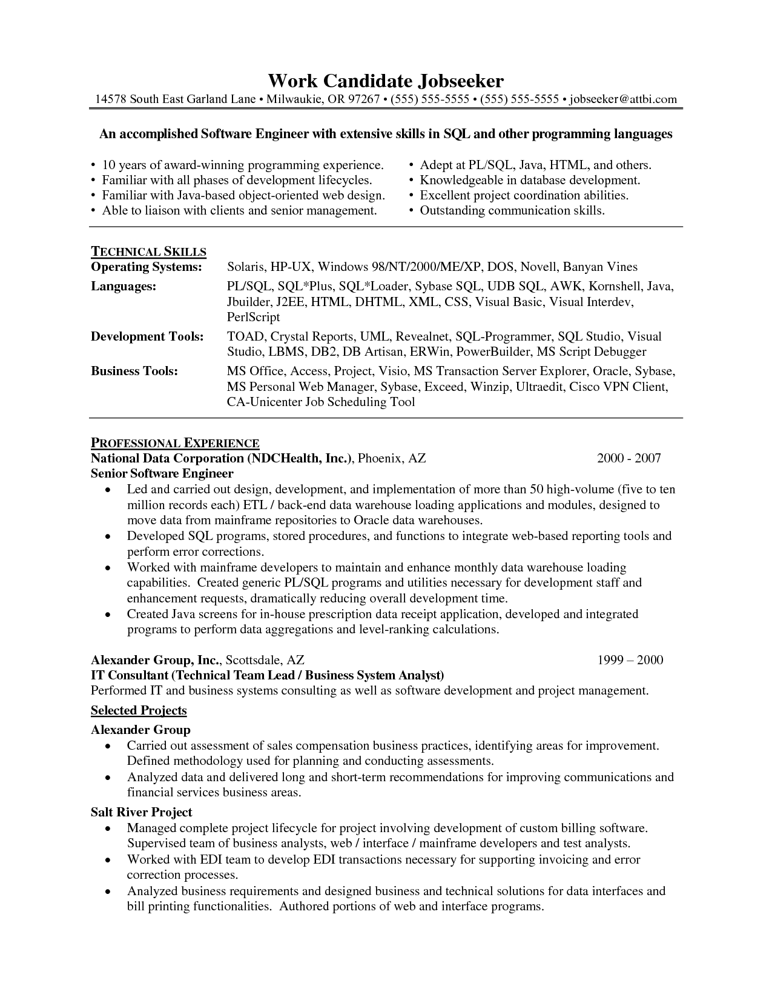 Work Candidate Jobseeker
14578 South East Garland Lane • Milwaukie, OR 97267 • (555) 555-5555 • (555) 555-5555 • jobseeker@attbi.com
An accomplished Software Engineer with extensive skills in SQL and other programming languages
• 10 years of award-winning programming experience.
• Familiar with all phases of development lifecycles.
• Familiar with Java-based object-oriented web design.
• Able to liaison with clients and senior management.
• Adept at PL/SQL, Java, HTML, and others.
• Knowledgeable in database development.
• Excellent project coordination abilities.
• Outstanding communication skills.
TECHNICAL SKILLS
Operating Systems: Solaris, HP-UX, Windows 98/NT/2000/ME/XP, DOS, Novell, Banyan Vines
Languages: PL/SQL, SQL*Plus, SQL*Loader, Sybase SQL, UDB SQL, AWK, Kornshell, Java,
Jbuilder, J2EE, HTML, DHTML, XML, CSS, Visual Basic, Visual Interdev,
PerlScript
Development Tools: TOAD, Crystal Reports, UML, Revealnet, SQL-Programmer, SQL Studio, Visual
Studio, LBMS, DB2, DB Artisan, ERWin, PowerBuilder, MS Script Debugger
Business Tools: MS Office, Access, Project, Visio, MS Transaction Server Explorer, Oracle, Sybase,
MS Personal Web Manager, Sybase, Exceed, Winzip, Ultraedit, Cisco VPN Client,
CA-Unicenter Job Scheduling Tool
PROFESSIONAL EXPERIENCE
National Data Corporation (NDCHealth, Inc.), Phoenix, AZ 2000 - 2007
Senior Software Engineer
• Led and carried out design, development, and implementation of more than 50 high-volume (five to ten
million records each) ETL / back-end data warehouse loading applications and modules, designed to
move data from mainframe repositories to Oracle data warehouses.
• Developed SQL programs, stored procedures, and functions to integrate web-based reporting tools and
perform error corrections.
• Worked with mainframe developers to maintain and enhance monthly data warehouse loading
capabilities. Created generic PL/SQL programs and utilities necessary for development staff and
enhancement requests, dramatically reducing overall development time.
• Created Java screens for in-house prescription data receipt application, developed and integrated
programs to perform data aggregations and level-ranking calculations.
Alexander Group, Inc., Scottsdale, AZ 1999 – 2000
IT Consultant (Technical Team Lead / Business System Analyst)
Performed IT and business systems consulting as well as software development and project management.
Selected Projects
Alexander Group
• Carried out assessment of sales compensation business practices, identifying areas for improvement.
Defined methodology used for planning and conducting assessments.
• Analyzed data and delivered long and short-term recommendations for improving communications and
financial services business areas.
Salt River Project
• Managed complete project lifecycle for project involving development of custom billing software.
Supervised team of business analysts, web / interface / mainframe developers and test analysts.
• Worked with EDI team to develop EDI transactions necessary for supporting invoicing and error
correction processes.
• Analyzed business requirements and designed business and technical solutions for data interfaces and
bill printing functionalities. Authored portions of web and interface programs.